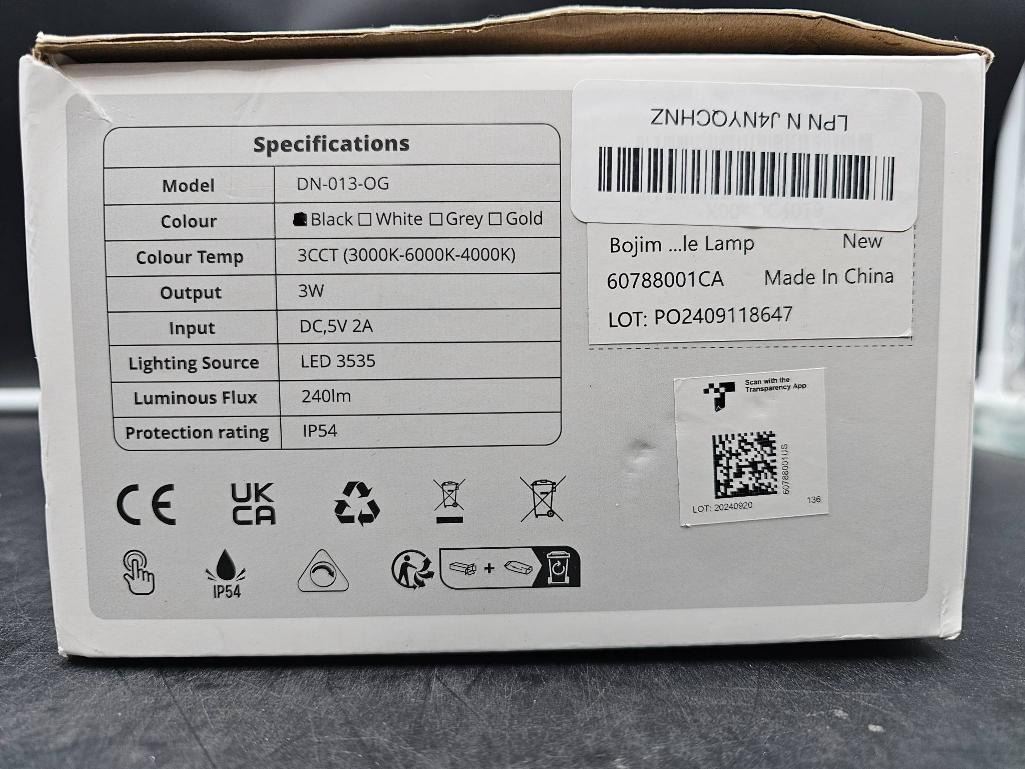 Specifications
Model DN-013-OG
Colour Black White Grey Gold
Colour Temp 3CCT (3000K-6000K-4000K)
Output 3W
Input DC,5V 2A
Lighting Source LED 3535
Luminous Flux 240lm
Protection rating IP54
CE UK CA
IP54
LPN N J4NYQCHNZ
Bojim ...le Lamp New
60788001CA Made In China
LOT: PO2409118647
Scan with the
Transparency App
60788001US
LOT: 20240920 136